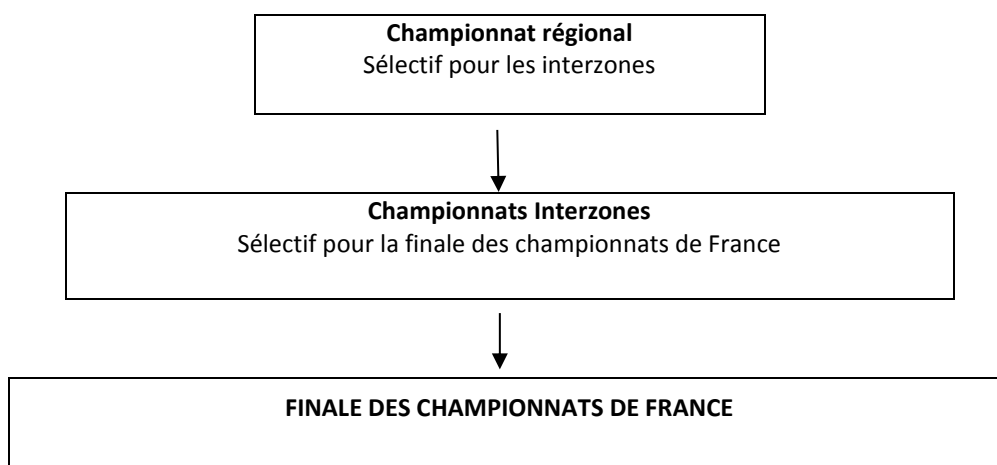 Championnat régional
Sélectif pour les interzones
Championnats Interzones
Sélectif pour la finale des championnats de France
FINALE DES CHAMPIONNATS DE FRANCE